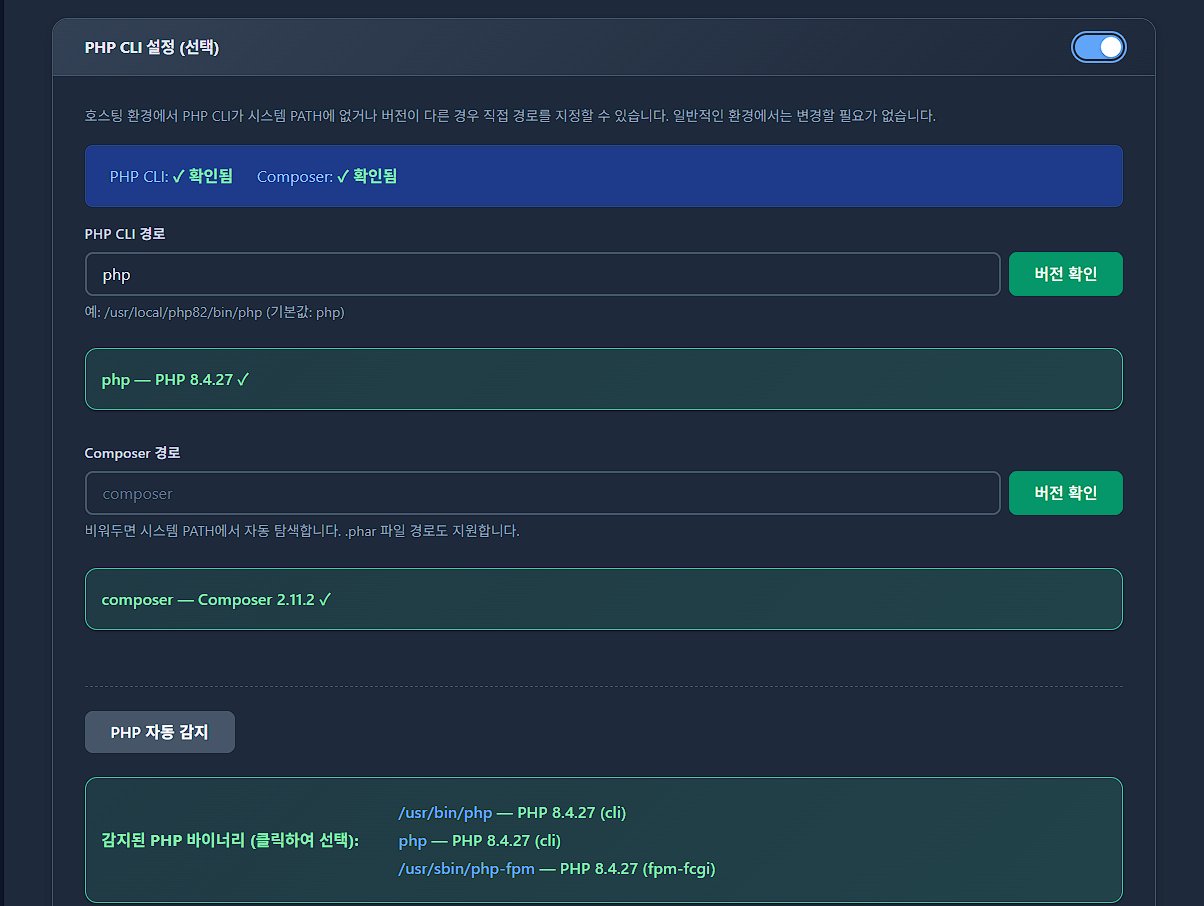 PHP CLI 설정 (선택)
호스팅 환경에서 PHP CLI가 시스템 PATH에 없거나 버전이 다른 경우 직접 경로를 지정할 수 있습니다. 일반적인 환경에서는 변경할 필요가 없습니다.
PHP CLI: ✓ 확인됨 Composer: ✓ 확인됨
PHP CLI 경로
php 버전 확인
예: /usr/local/php82/bin/php (기본값: php)
php — PHP 8.4.27 ✓
Composer 경로
composer 버전 확인
비워두면 시스템 PATH에서 자동 탐색합니다. .phar 파일 경로도 지원합니다.
composer — Composer 2.11.2 ✓
PHP 자동 감지
감지된 PHP 바이너리 (클릭하여 선택):
/usr/bin/php — PHP 8.4.27 (cli)
php — PHP 8.4.27 (cli)
/usr/sbin/php-fpm — PHP 8.4.27 (fpm-fcgi)